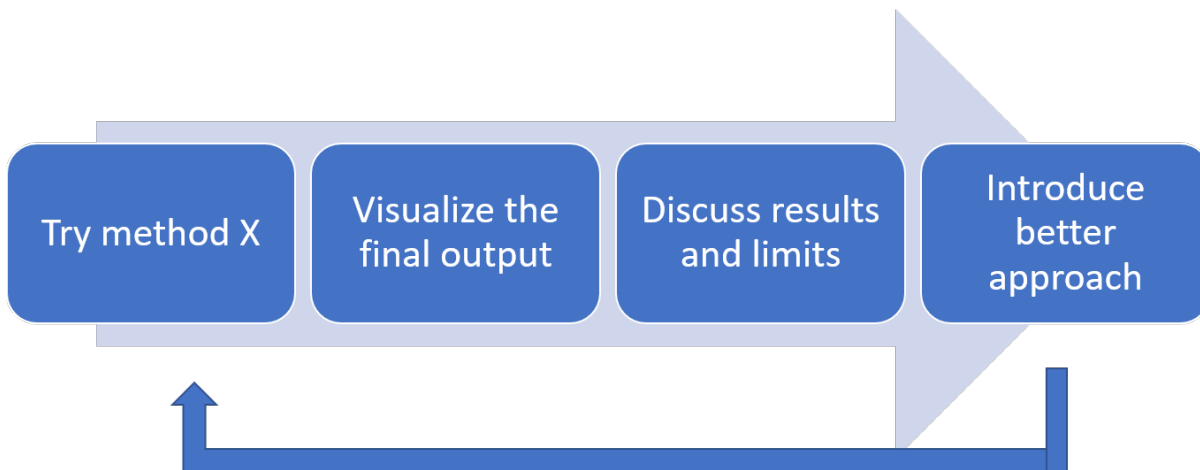 Try method X
Visualize the
final output
Discuss results
and limits
Introduce
better
approach